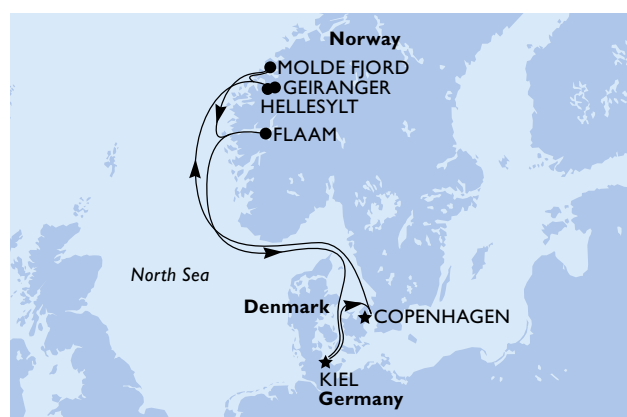 Norway
MOLDE FJORD
GEIRANGER
HELLESYLT
FLAAM
North Sea
Denmark
COPENHAGEN
KIEL
Germany